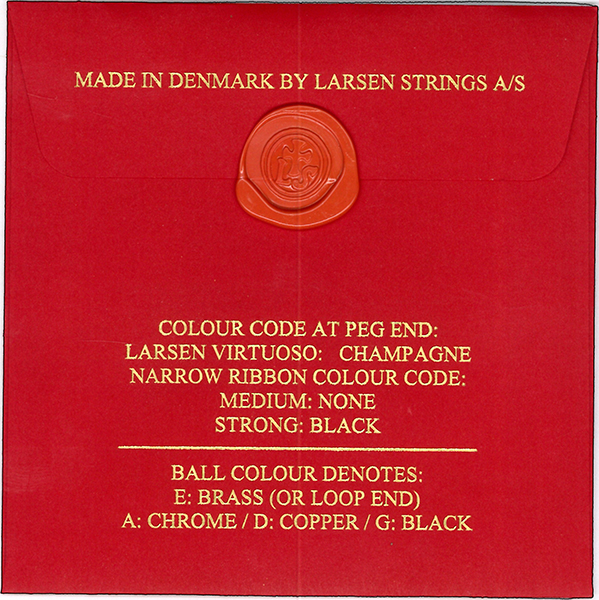 MADE IN DENMARK BY LARSEN STRINGS A/S
COLOUR CODE AT PEG END:
LARSEN VIRTUOSO: CHAMPAGNE
NARROW RIBBON COLOUR CODE:
MEDIUM: NONE
STRONG: BLACK
BALL COLOUR DENOTES:
E: BRASS (OR LOOP END)
A: CHROME / D: COPPER / G: BLACK